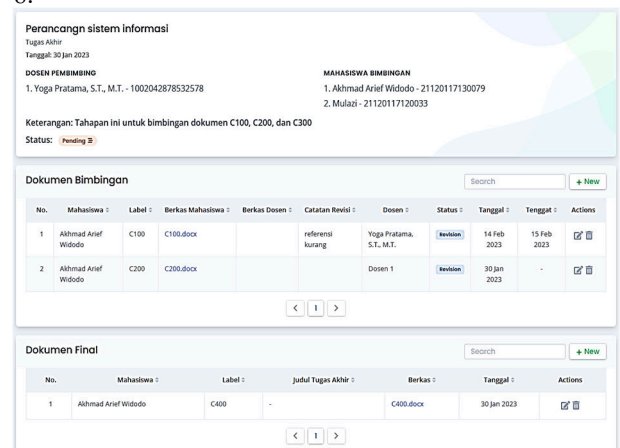 Perancangn sistem informasi
Tugas Akhir
Tanggal: 30 Jan 2023
DOSEN PEMBIMBING
1. Yoga Pratama, S.T., M.T. - 1002042878532578
MAHASISWA BIMBINGAN
1. Akhmad Arief Widodo - 21120117130079
2. Mulazi - 21120117120033
Keterangan: Tahapan ini untuk bimbingan dokumen C100, C200, dan C300
Status: Pending
Dokumen Bimbingan
Search
+ New
No. Mahasiswa Label Berkas Mahasiswa Berkas Dosen Catatan Revisi Dosen Status Tanggal Tenggat Actions
1 Akhmad Arief Widodo C100 C100.docx referensi kurang Yoga Pratama, S.T., M.T. Revision 14 Feb 2023 15 Feb 2023
2 Akhmad Arief Widodo C200 C200.docx Dosen 1 Revision 30 Jan 2023 -
< 1 >
Dokumen Final
Search
+ New
No. Mahasiswa Label Judul Tugas Akhir Berkas Tanggal Actions
1 Akhmad Arief Widodo C400 - C400.docx 30 Jan 2023
< 1 >